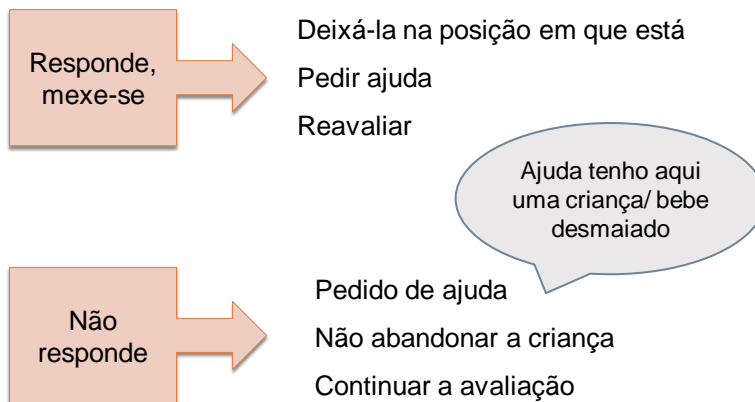 Responde,
mexe-se
Deixá-la na posição em que está
Pedir ajuda
Reavaliar
Ajuda tenho aqui
uma criança/ bebe
desmaiado
Não
responde
Pedido de ajuda
Não abandonar a criança
Continuar a avaliação